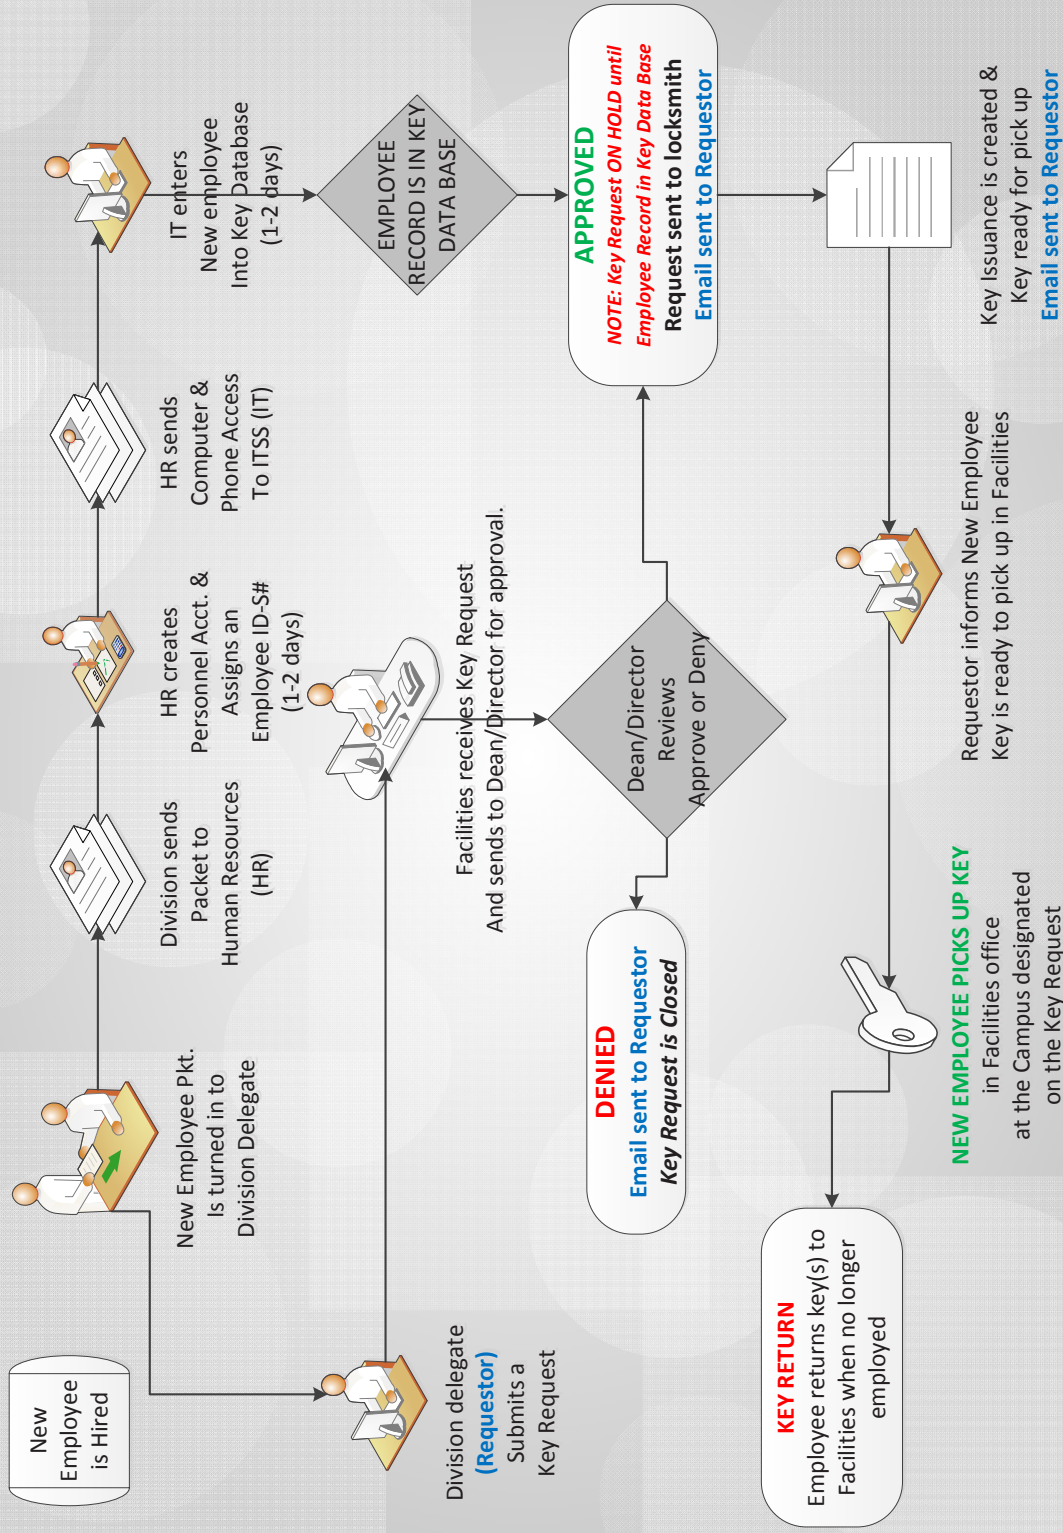 New
Employee
is Hired
New Employee Pkt.
Is turned in to
Division Delegate
Division sends
Packet to
Human Resources
(HR)
HR creates
Personnel Acct. &
Assigns an
Employee ID-S#
(1-2 days)
HR sends
Computer &
Phone Access
To ITSS (IT)
IT enters
New employee
Into Key Database
(1-2 days)
Division delegate
(Requestor)
Submits a
Key Request
Facilities receives Key Request
And sends to Dean/Director for approval.
EMPLOYEE
RECORD IS IN KEY
DATA BASE
DENIED
Email sent to Requestor
Key Request is Closed
Dean/Director
Reviews
Approve or Deny
APPROVED
NOTE: Key Request ON HOLD until
Employee Record in Key Data Base
Request sent to locksmith
Email sent to Requestor
KEY RETURN
Employee returns key(s) to
Facilities when no longer
employed
NEW EMPLOYEE PICKS UP KEY
in Facilities office
at the Campus designated
on the Key Request
Requestor informs New Employee
Key is ready to pick up in Facilities
Key Issuance is created &
Key ready for pick up
Email sent to Requestor